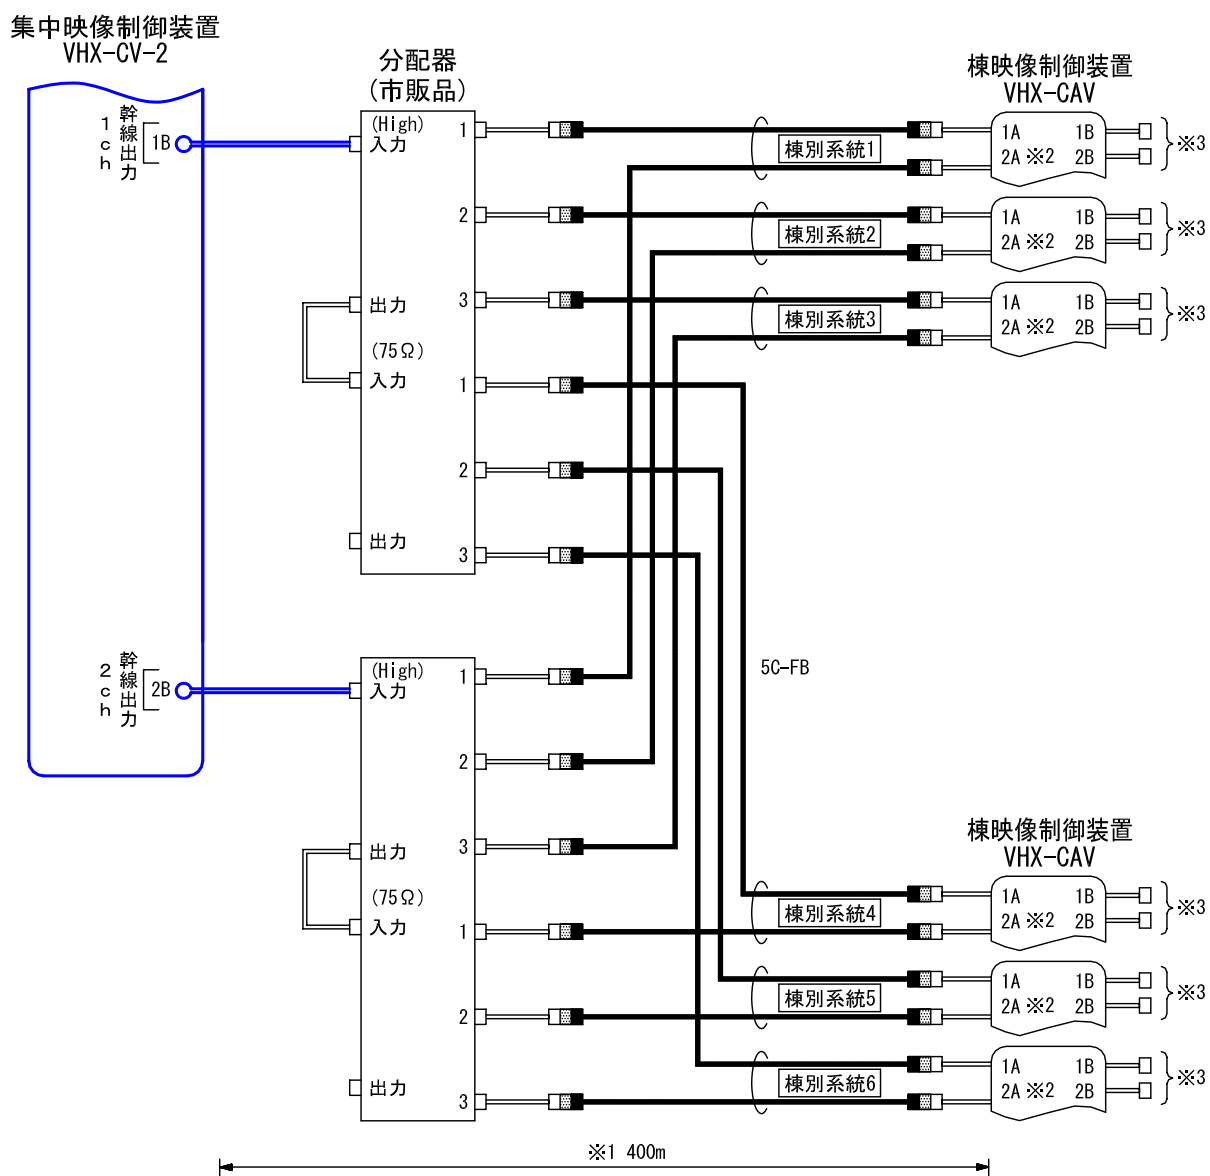 集中映像制御装置
VHX-CV-2
1ch
幹線出力
1B
2ch
幹線出力
2B
分配器
(市販品)
(High)
入力
1
2
出力
3
(75Ω)
入力
1
2
出力
3
(High)
入力
1
2
出力
3
(75Ω)
入力
1
2
出力
3
5C-FB
棟別系統1
棟別系統2
棟別系統3
棟別系統4
棟別系統5
棟別系統6
棟映像制御装置
VHX-CAV
1A 1B
2A ※2 2B
※3
1A 1B
2A ※2 2B
※3
1A 1B
2A ※2 2B
※3
棟映像制御装置
VHX-CAV
1A 1B
2A ※2 2B
※3
1A 1B
2A ※2 2B
※3
1A 1B
2A ※2 2B
※3
※1 400m